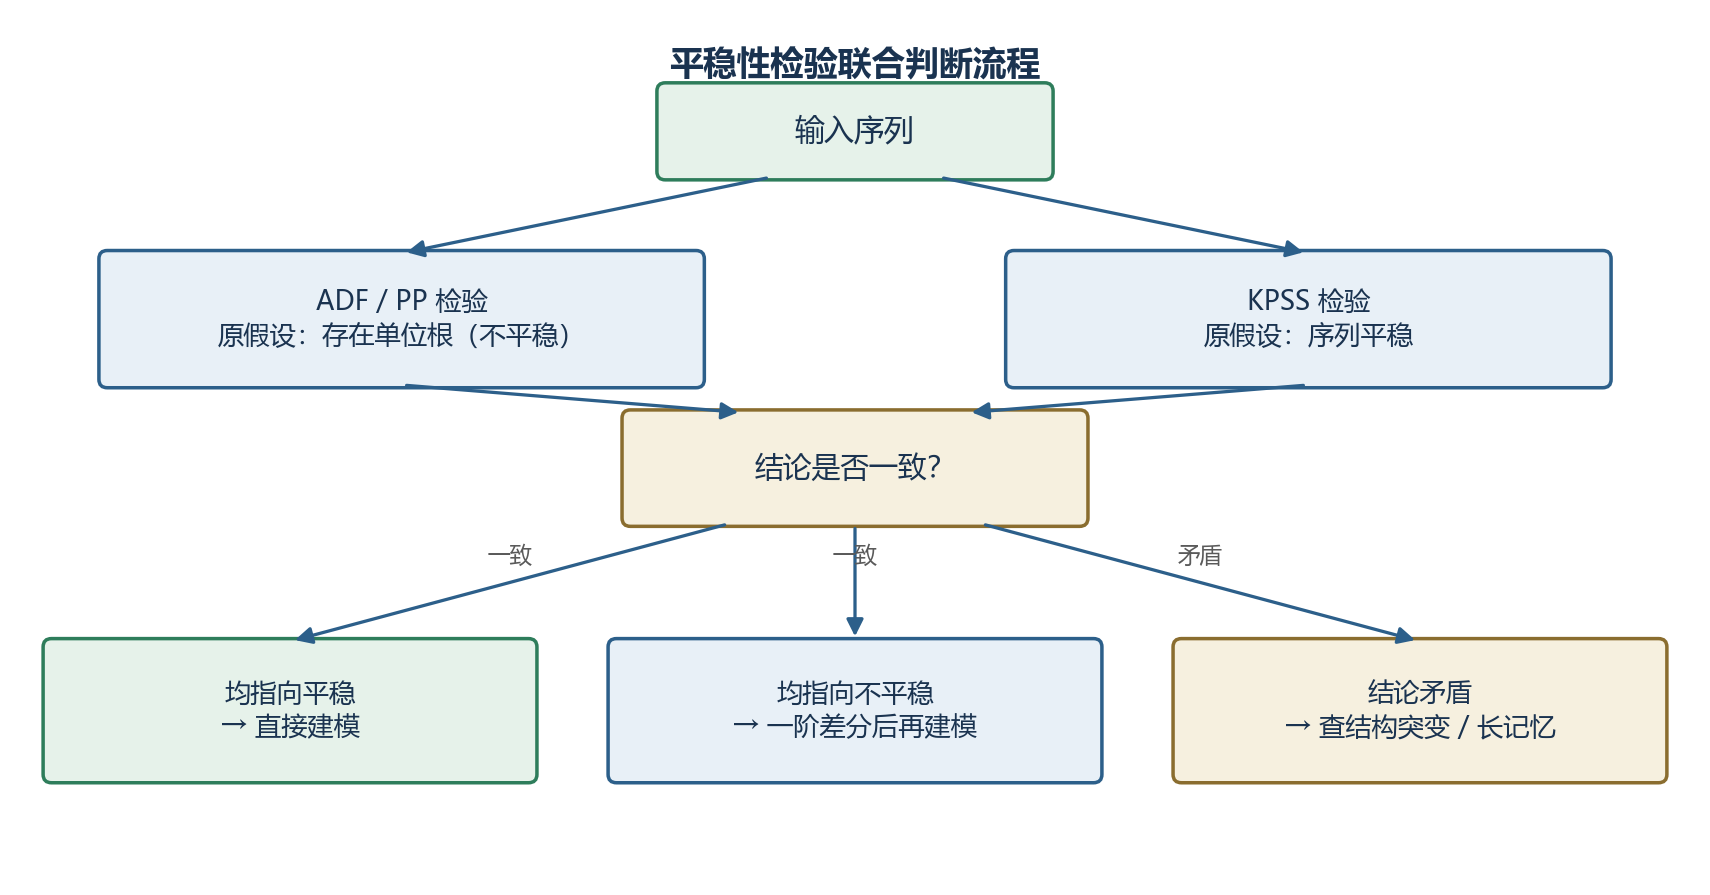 平稳性检验联合判断流程
输入序列
ADF / PP 检验
原假设：存在单位根（不平稳）
KPSS 检验
原假设：序列平稳
结论是否一致？
一致
一致
矛盾
均指向平稳
→ 直接建模
均指向不平稳
→ 一阶差分后再建模
结论矛盾
→ 查结构突变 / 长记忆